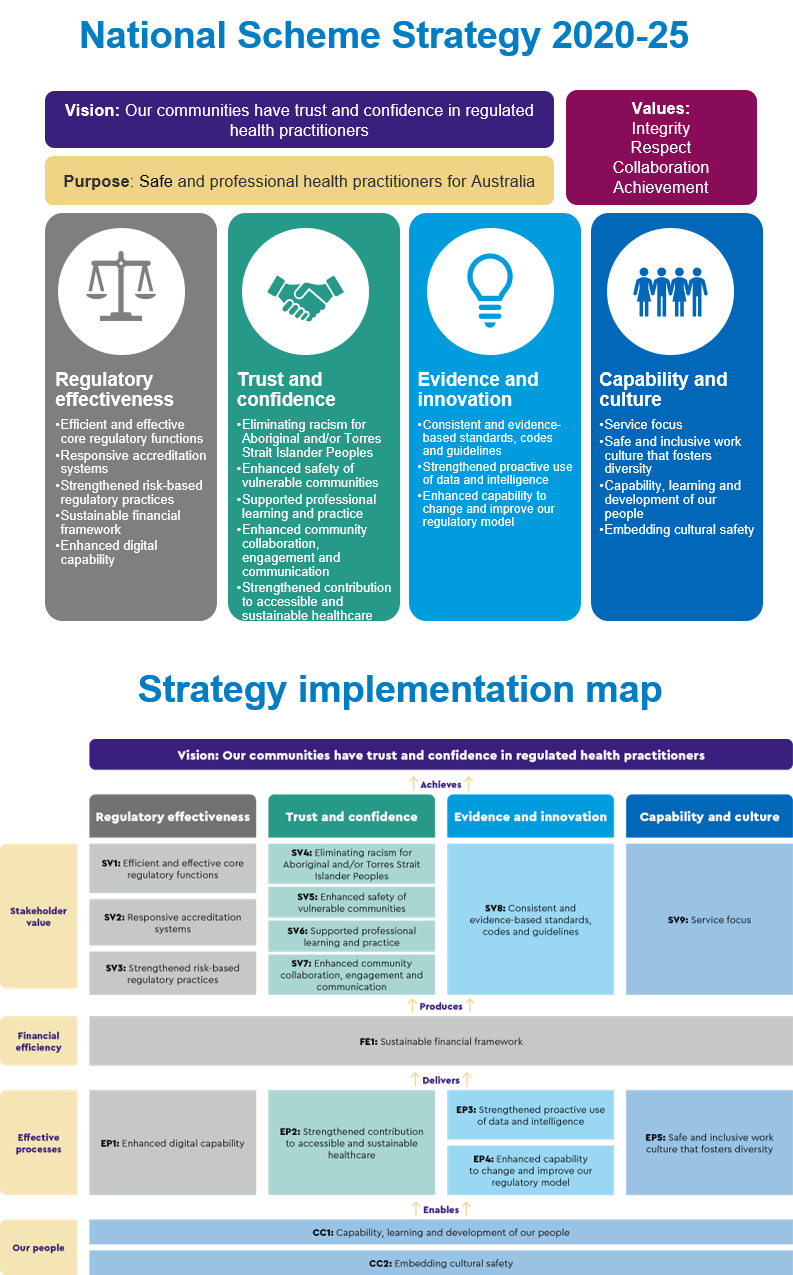 National Scheme Strategy 2020-25
Vision: Our communities have trust and confidence in regulated
health practitioners
Purpose: Safe and professional health practitioners for Australia
Values:
Integrity
Respect
Collaboration
Achievement
Regulatory
effectiveness
•Efficient and effective
core regulatory functions
•Responsive accreditation
systems
•Strengthened risk-based
regulatory practices
•Sustainable financial
framework
•Enhanced digital
capability
Trust and
confidence
•Eliminating racism for
Aboriginal and/or Torres
Strait Islander Peoples
•Enhanced safety of
vulnerable communities
•Supported professional
learning and practice
•Enhanced community
collaboration,
engagement and
communication
•Strengthened contribution
to accessible and
sustainable healthcare
Evidence and
innovation
•Consistent and evidence-
based standards, codes
and guidelines
•Strengthened proactive use
of data and intelligence
•Enhanced capability to
change and improve our
regulatory model
Capability and
culture
•Service focus
•Safe and inclusive work
culture that fosters
diversity
•Capability, learning and
development of our
people
•Embedding cultural safety
Strategy implementation map
Vision: Our communities have trust and confidence in regulated health practitioners
↑ Achieves ↑
Regulatory effectiveness
Trust and confidence
Evidence and innovation
Capability and culture
Stakeholder
value
SV1: Efficient and effective core
regulatory functions
SV2: Responsive accreditation
systems
SV3: Strengthened risk-based
regulatory practices
SV4: Eliminating racism for
Aboriginal and/or Torres Strait
Islander Peoples
SV5: Enhanced safety of
vulnerable communities
SV6: Supported professional
learning and practice
SV7: Enhanced community
collaboration, engagement and
communication
SV8: Consistent and
evidence-based standards,
codes and guidelines
SV9: Service focus
↑ Produces ↑
Financial
efficiency
FE1: Sustainable financial framework
↑ Delivers ↑
Effective
processes
EP1: Enhanced digital capability
EP2: Strengthened contribution
to accessible and sustainable
healthcare
EP3: Strengthened proactive use
of data and intelligence
EP4: Enhanced capability
to change and improve our
regulatory model
EP5: Safe and inclusive work
culture that fosters diversity
↑ Enables ↑
Our people
CC1: Capability, learning and development of our people
CC2: Embedding cultural safety